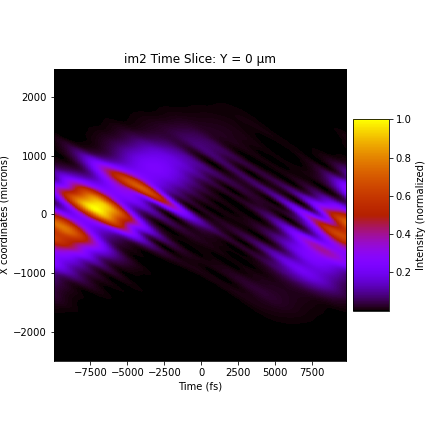 im2 Time Slice: Y = 0 µm
X coordinates (microns)
2000
1000
0
−1000
−2000
−7500 −5000 −2500 0 2500 5000 7500
Time (fs)
1.0
0.8
0.6
0.4
0.2
Intensity (normalized)